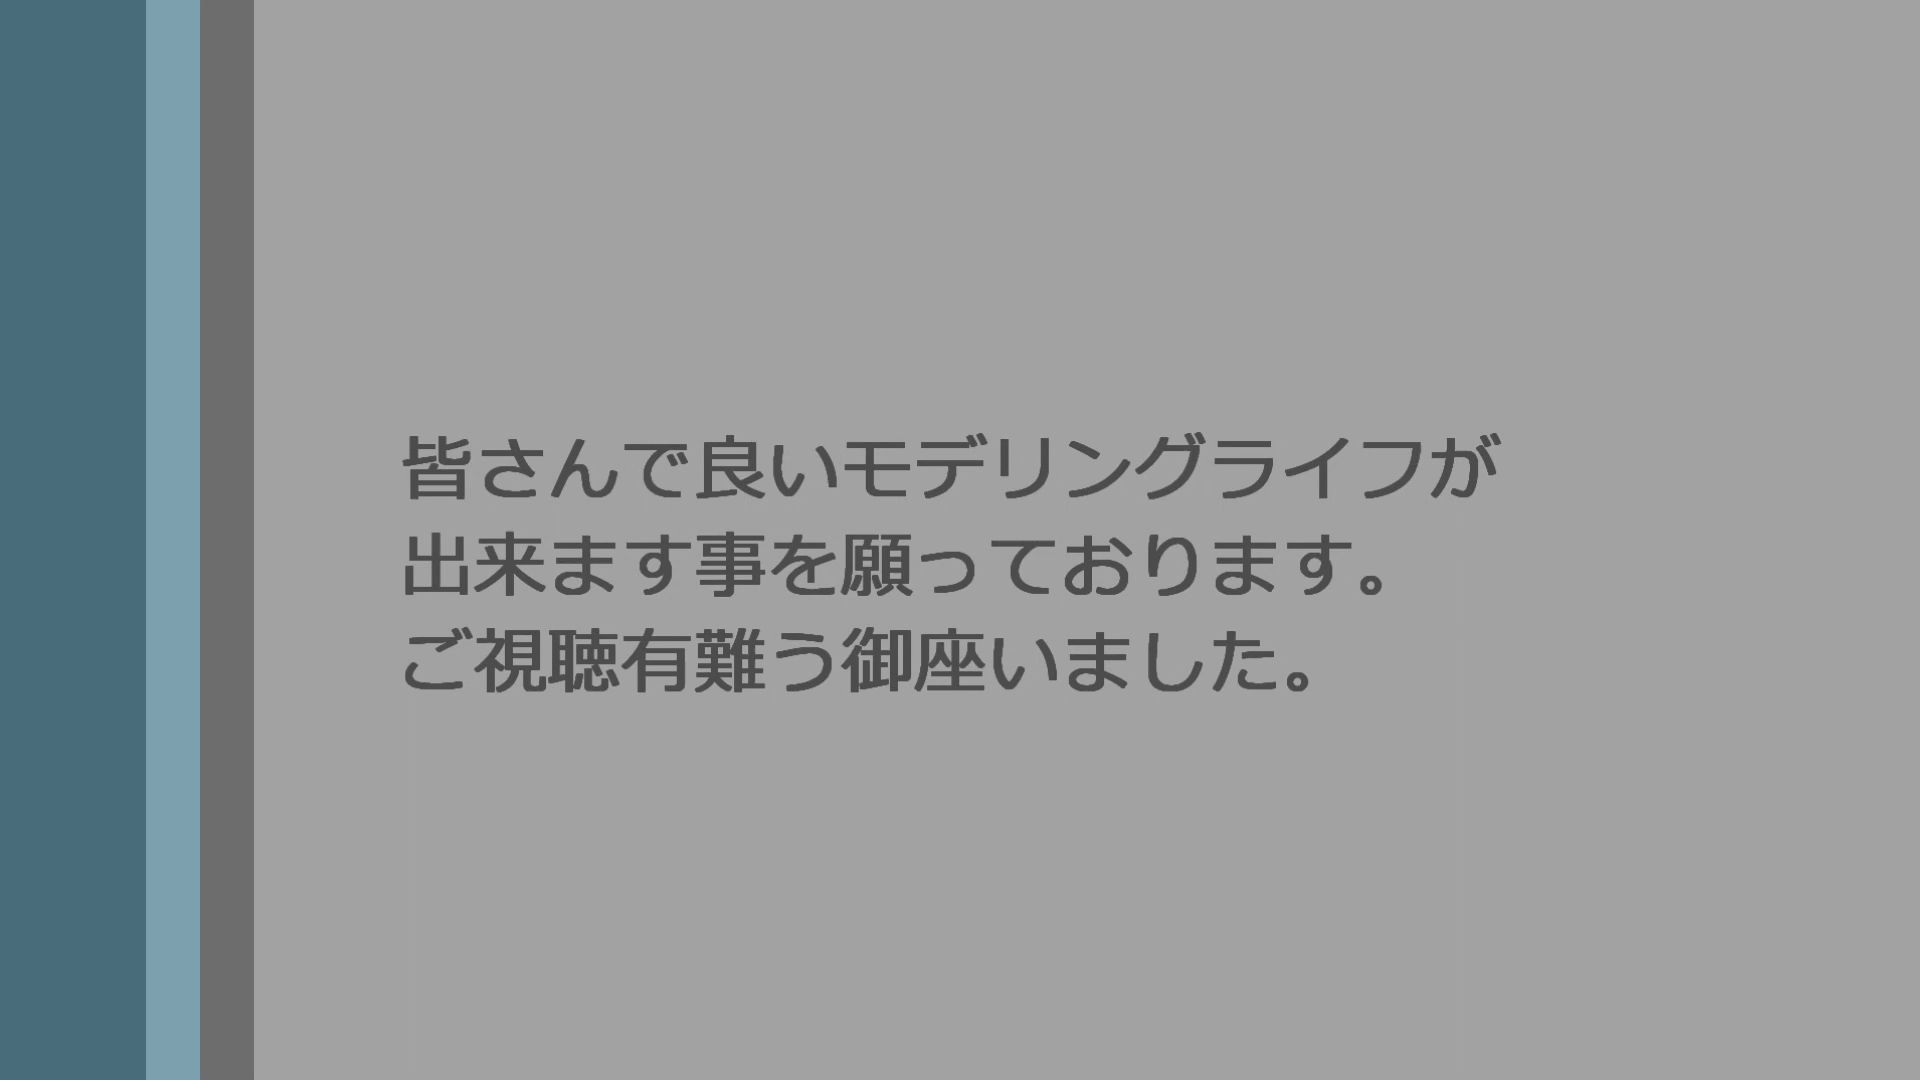 皆さんで良いモデリングライフが
出来ます事を願っております。
ご視聴有難う御座いました。